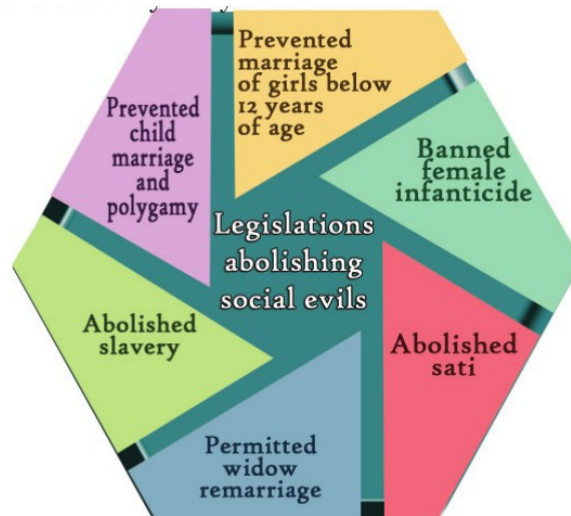 Prevented
marriage
of girls below
12 years
of age
Banned
female
infanticide
Abolished
sati
Permitted
widow
remarriage
Abolished
slavery
Prevented
child
marriage
and
polygamy
Legislations
abolishing
social evils